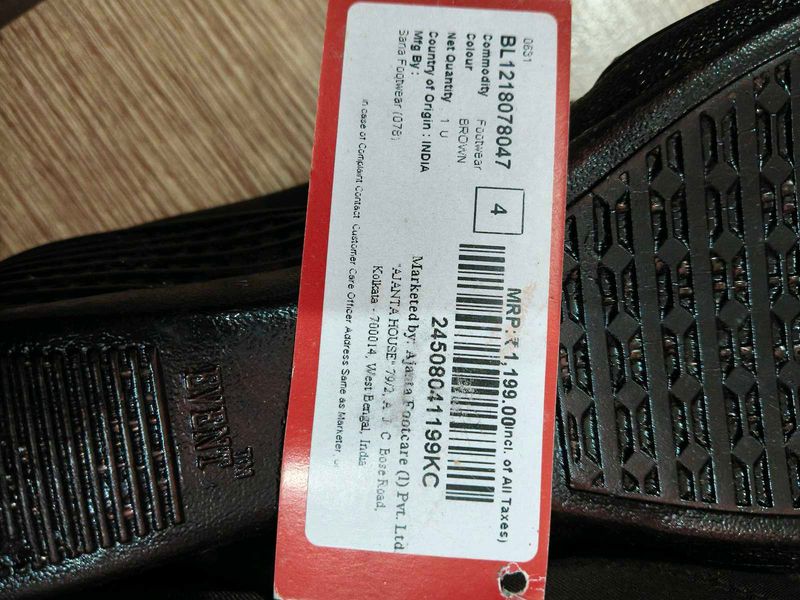 0631
BL1218078047
Commodity Footwear
Colour BROWN
Net Quantity 1 U
Country of Origin : INDIA
Mfg By :
Sana Footwear (078)
4
MRP:₹1,199.00(Incl. of All Taxes)
24508041199KC
Marketed by: Ajanta Footcare (I) Pvt. Ltd
"AJANTA HOUSE" 79/2, A. J. C Bose Road,
Kolkata - 700014, West Bengal, India
In case of Complaint Contact Customer Care Officer Address Same as Marketer,
EVENT